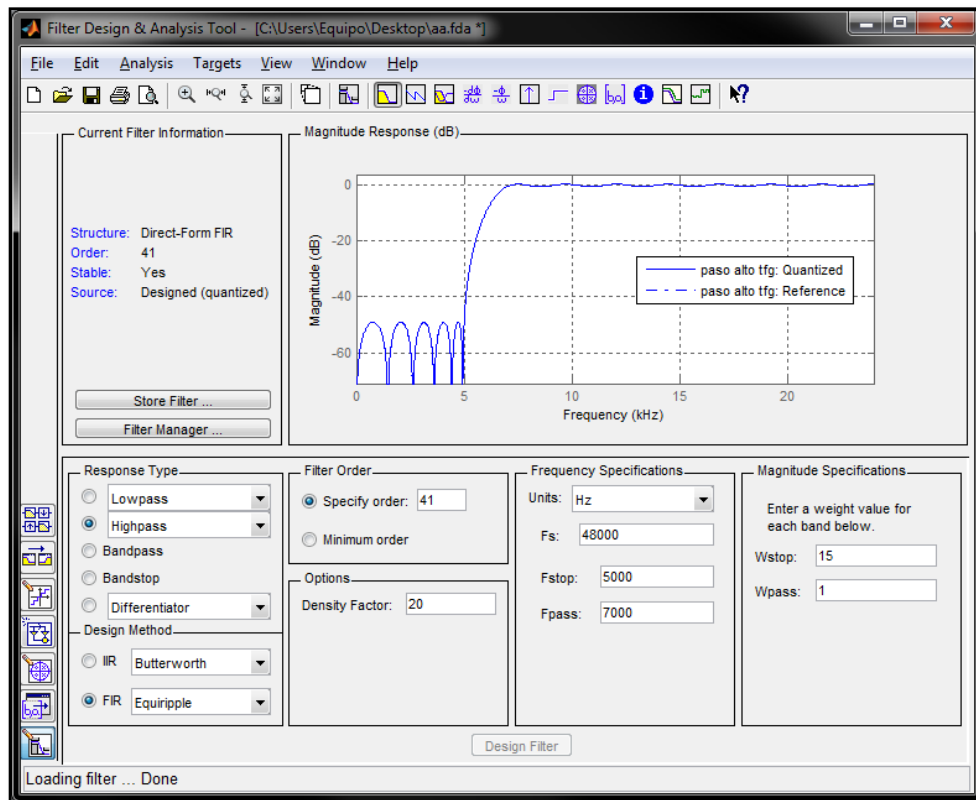 Filter Design & Analysis Tool - [C:\Users\Equipo\Desktop\aa.fda *]
File Edit Analysis Targets View Window Help
Current Filter Information
Structure: Direct-Form FIR
Order: 41
Stable: Yes
Source: Designed (quantized)
Store Filter ...
Filter Manager ...
Magnitude Response (dB)
Magnitude (dB)
0
-20
-40
-60
paso alto tfg: Quantized
paso alto tfg: Reference
0 5 10 15 20
Frequency (kHz)
Response Type
Lowpass
Highpass
Bandpass
Bandstop
Differentiator
Design Method
IIR Butterworth
FIR Equiripple
Filter Order
Specify order: 41
Minimum order
Options
Density Factor: 20
Frequency Specifications
Units: Hz
Fs: 48000
Fstop: 5000
Fpass: 7000
Magnitude Specifications
Enter a weight value for
each band below.
Wstop: 15
Wpass: 1
Design Filter
Loading filter ... Done